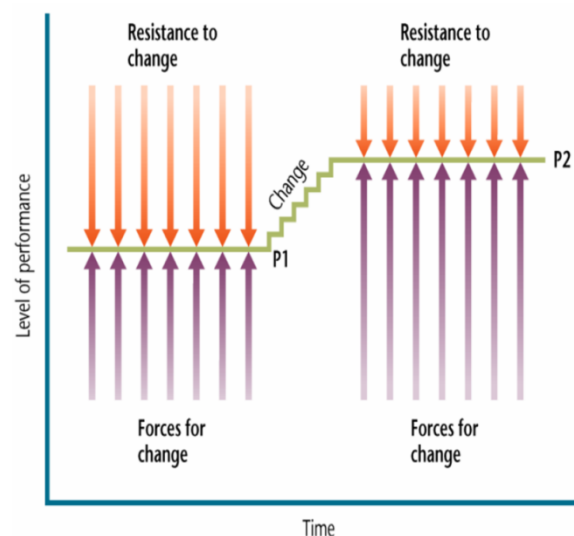 Resistance to
change
Resistance to
change
Level of performance
Change
P1
P2
Forces for
change
Forces for
change
Time